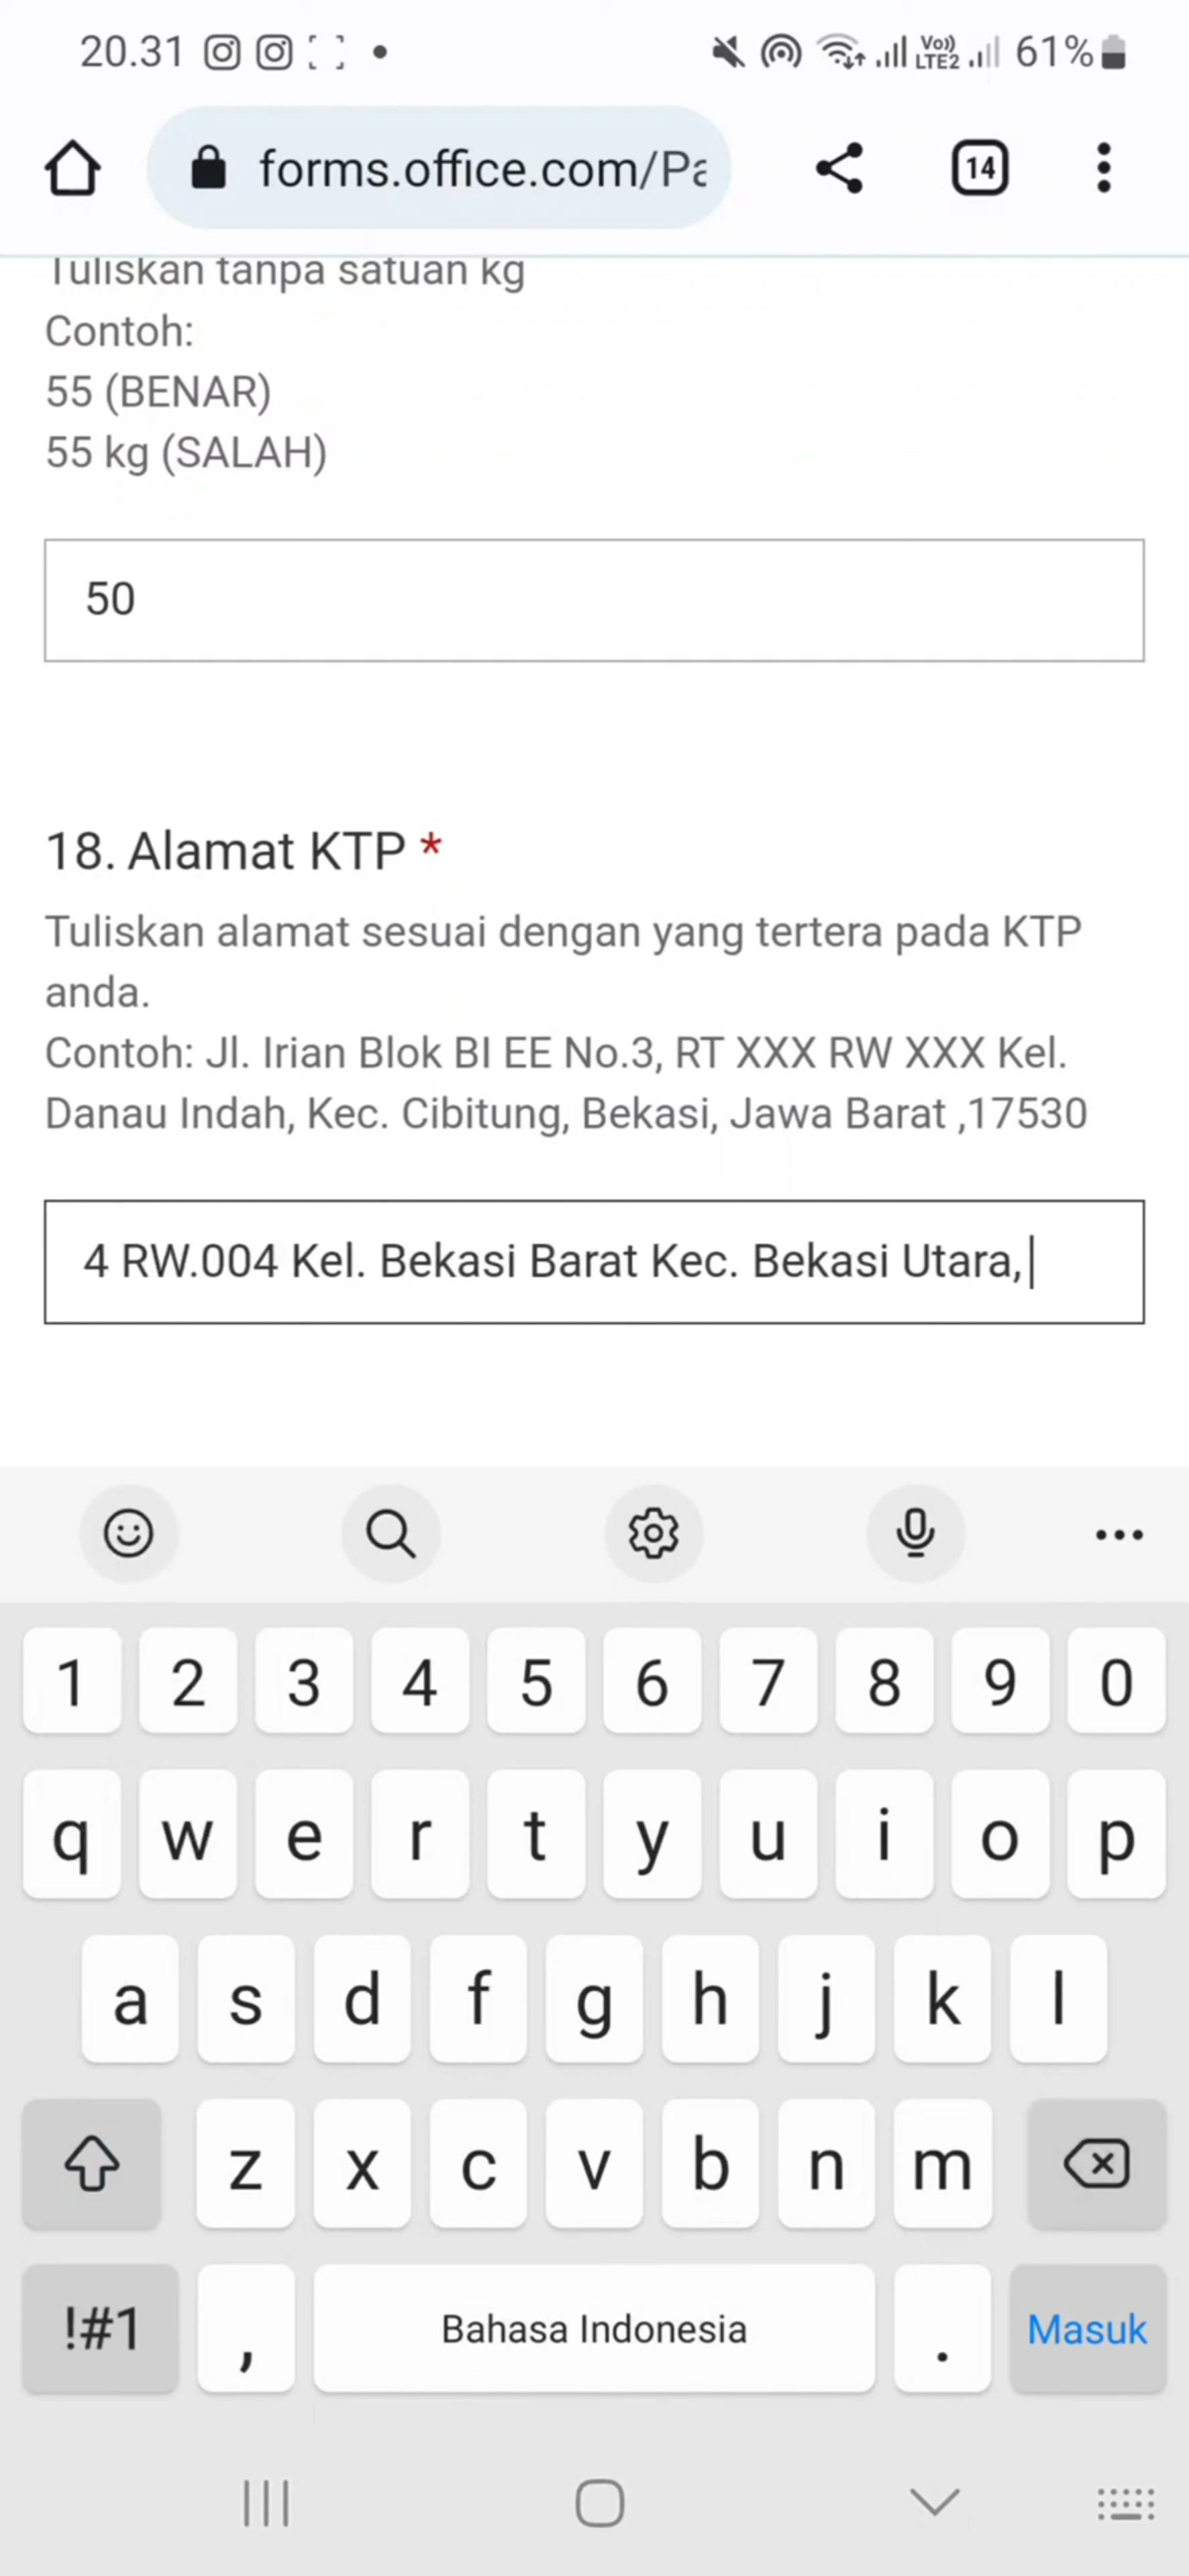 20.31
Vo))
LTE2
61%
forms.office.com/Pa
14
Tuliskan tanpa satuan kg
Contoh:
55 (BENAR)
55 kg (SALAH)
50
18. Alamat KTP *
Tuliskan alamat sesuai dengan yang tertera pada KTP
anda.
Contoh: Jl. Irian Blok BI EE No.3, RT XXX RW XXX Kel.
Danau Indah, Kec. Cibitung, Bekasi, Jawa Barat ,17530
4 RW.004 Kel. Bekasi Barat Kec. Bekasi Utara,
1 2 3 4 5 6 7 8 9 0
q w e r t y u i o p
a s d f g h j k l
z x c v b n m
!#1 , Bahasa Indonesia . Masuk